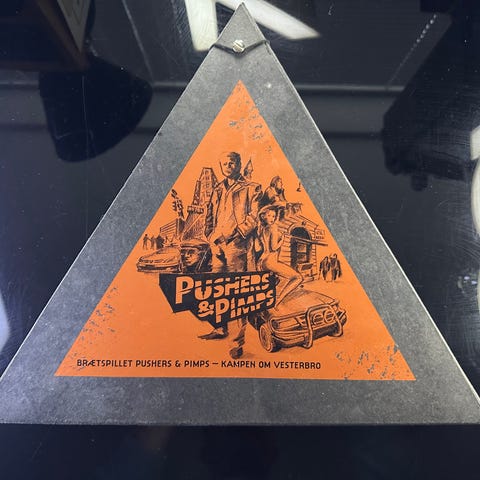 PUSHERS
& PIMPS
BRÆTSPILLET PUSHERS & PIMPS – KAMPEN OM VESTERBRO